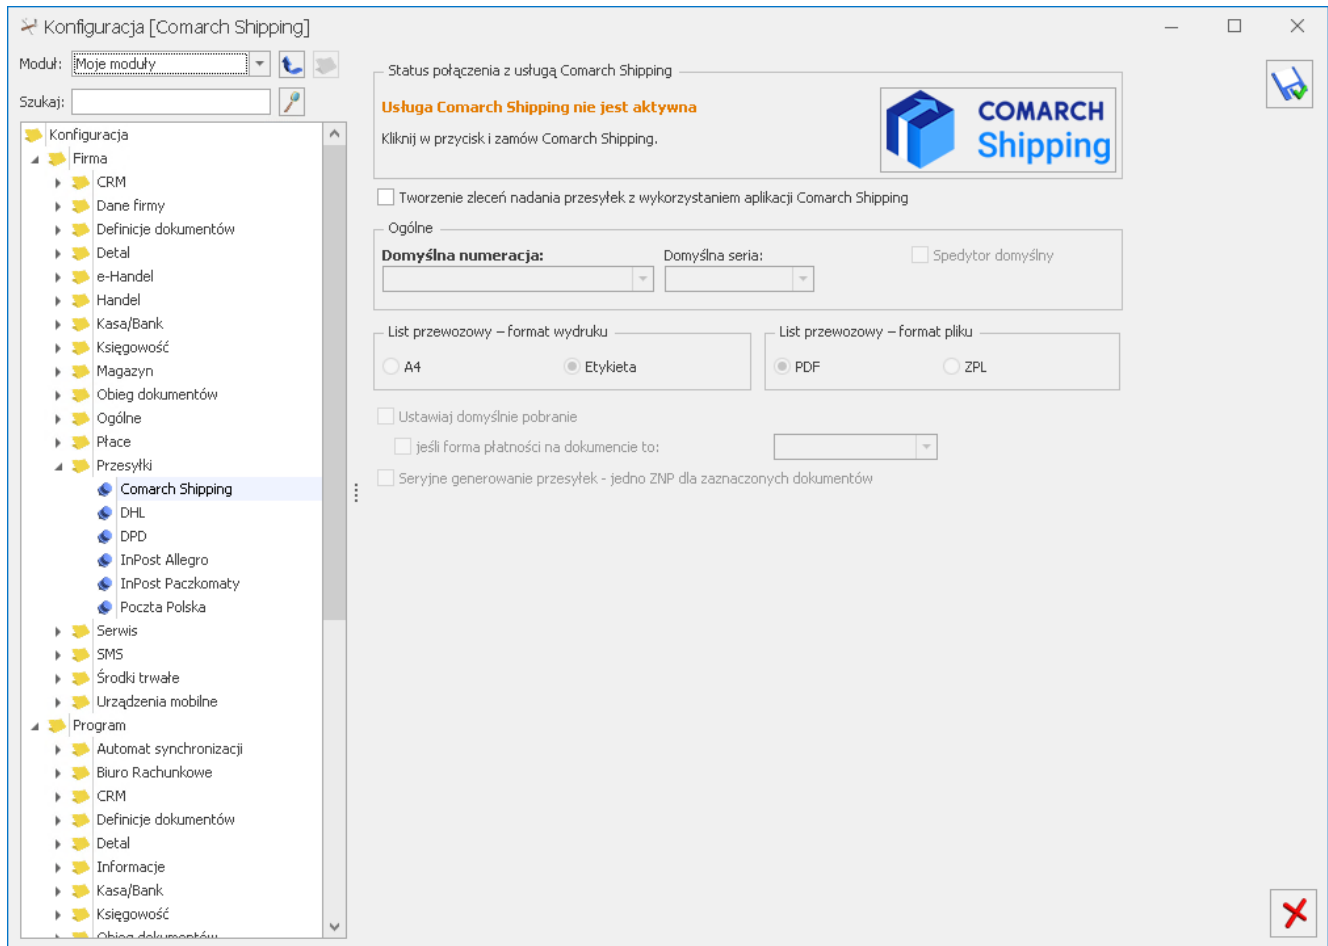 Konfiguracja [Comarch Shipping]
Moduł: Moje moduły
Szukaj:
Konfiguracja
Firma
CRM
Dane firmy
Definicje dokumentów
Detal
e-Handel
Handel
Kasa/Bank
Księgowość
Magazyn
Obieg dokumentów
Ogólne
Płace
Przesyłki
Comarch Shipping
DHL
DPD
InPost Allegro
InPost Paczkomaty
Poczta Polska
Serwis
SMS
Środki trwałe
Urządzenia mobilne
Program
Automat synchronizacji
Biuro Rachunkowe
CRM
Definicje dokumentów
Detal
Informacje
Kasa/Bank
Księgowość
Obieg dokumentów
Status połączenia z usługą Comarch Shipping
Usługa Comarch Shipping nie jest aktywna
Kliknij w przycisk i zamów Comarch Shipping.
COMARCH
Shipping
Tworzenie zleceń nadania przesyłek z wykorzystaniem aplikacji Comarch Shipping
Ogólne
Domyślna numeracja: Domyślna seria: Spedytor domyślny
List przewozowy – format wydruku
A4 Etykieta
List przewozowy – format pliku
PDF ZPL
Ustawiaj domyślnie pobranie
jeśli forma płatności na dokumencie to:
Seryjne generowanie przesyłek - jedno ZNP dla zaznaczonych dokumentów